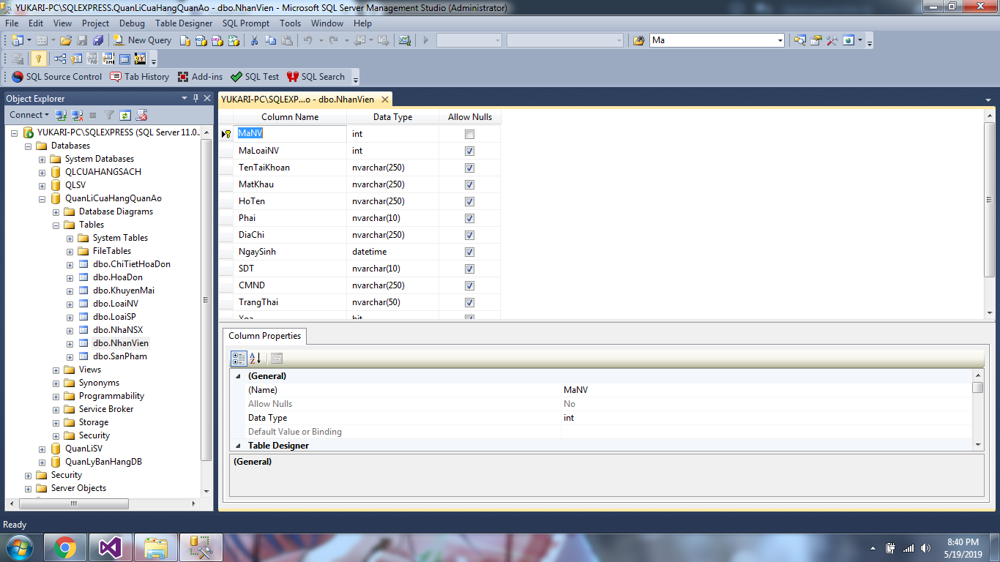 YUKARI-PC\SQLEXPRESS.QuanLiCuaHangQuanAo - dbo.NhanVien - Microsoft SQL Server Management Studio (Administrator)
File Edit View Project Debug Table Designer SQL Prompt Tools Window Help
New Query Ma
SQL Source Control Tab History Add-ins SQL Test SQL Search
Object Explorer
Connect
YUKARI-PC\SQLEXPRESS (SQL Server 11.0..
Databases
System Databases
QLCUAHANGSACH
QLSV
QuanLiCuaHangQuanAo
Database Diagrams
Tables
System Tables
FileTables
dbo.ChiTietHoaDon
dbo.HoaDon
dbo.KhuyenMai
dbo.LoaiNV
dbo.LoaiSP
dbo.NhaNSX
dbo.NhanVien
dbo.SanPham
Views
Synonyms
Programmability
Service Broker
Storage
Security
QuanLiSV
QuanLyBanHangDB
Security
Server Objects
YUKARI-PC\SQLEXP...o - dbo.NhanVien
Column Name Data Type Allow Nulls
MaNV int
MaLoaiNV int
TenTaiKhoan nvarchar(250)
MatKhau nvarchar(250)
HoTen nvarchar(250)
Phai nvarchar(10)
DiaChi nvarchar(250)
NgaySinh datetime
SDT nvarchar(10)
CMND nvarchar(250)
TrangThai nvarchar(50)
Xoa bit
Column Properties
(General)
(Name) MaNV
Allow Nulls No
Data Type int
Default Value or Binding
Table Designer
(General)
Ready
8:40 PM
5/19/2019